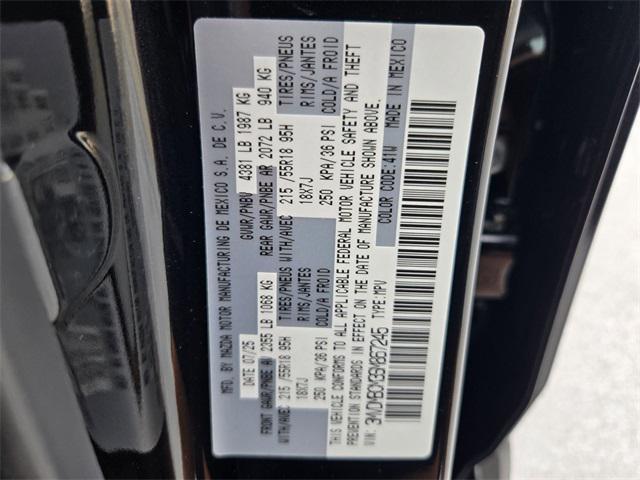 MFD. BY MAZDA MOTOR MANUFACTURING DE MEXICO S.A. DE C.V.
DATE 07/25 GVWR/PNBV 4381 LB 1987 KG
FRONT GAWR/PNBE AV 2355 LB 1068 KG REAR GAWR/PNBE AR 2072 LB 940 KG
WITH/AVEC TIRES/PNEUS WITH/AVEC TIRES/PNEUS
215 /55R18 95H RIMS/JANTES 215 /55R18 95H RIMS/JANTES
18X7J COLD/A FROID 18X7J COLD/A FROID
250 KPA/36 PSI 250 KPA/36 PSI
THIS VEHICLE CONFORMS TO ALL APPLICABLE FEDERAL MOTOR VEHICLE SAFETY AND THEFT
PREVENTION STANDARDS IN EFFECT ON THE DATE OF MANUFACTURE SHOWN ABOVE.
VIN: TYPE:MPV COLOR CODE:41W MADE IN MEXICO